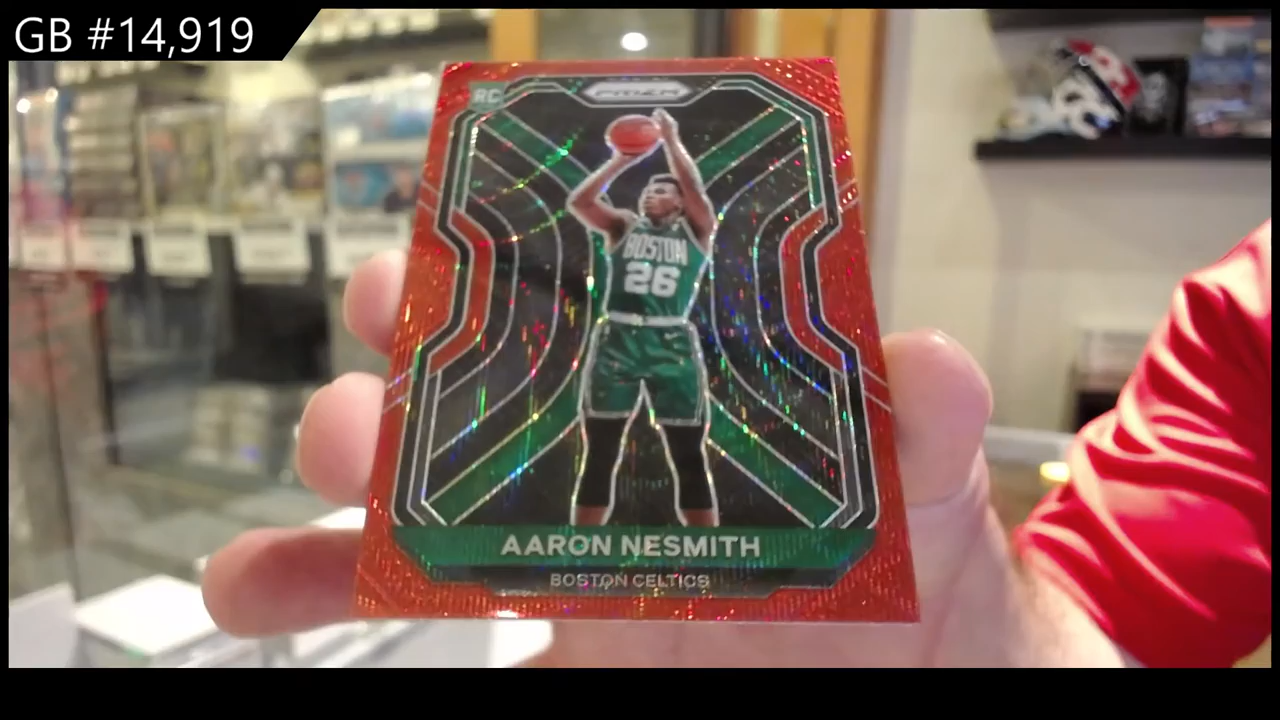 GB #14,919
RC
PRIZM
BOSTON
26
AARON NESMITH
BOSTON CELTICS